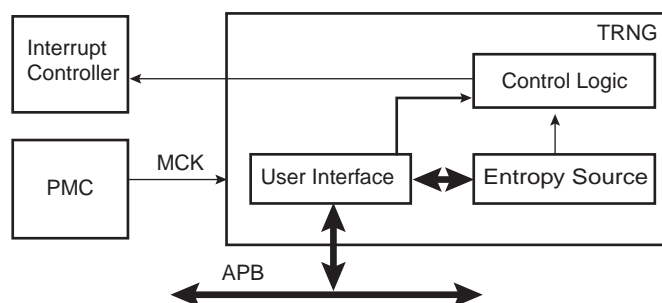 TRNG
Interrupt
Controller
Control Logic
MCK
PMC
User Interface
Entropy Source
APB